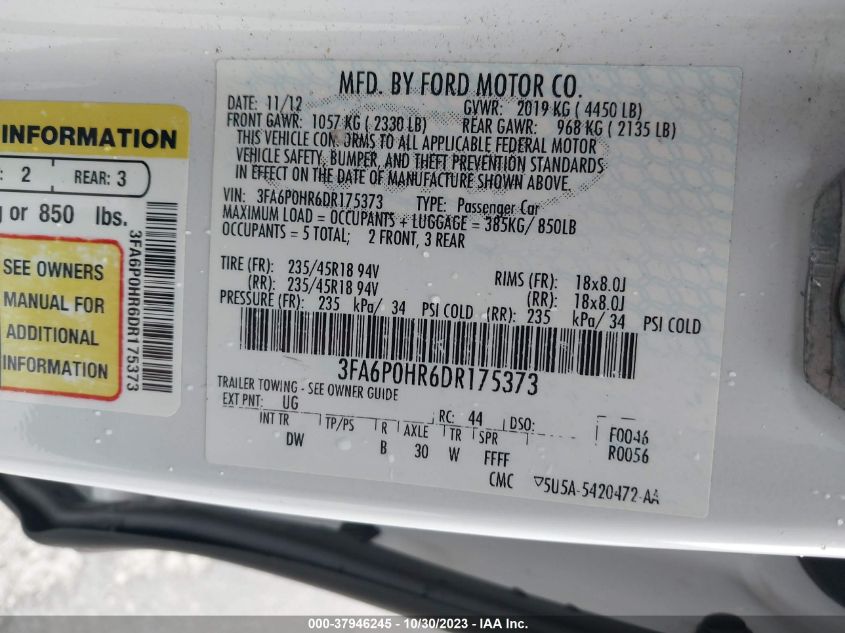 INFORMATION
: 2 REAR: 3
g or 850 lbs.
SEE OWNERS
MANUAL FOR
ADDITIONAL
INFORMATION
3FA6P0HR6DR175373
MFD. BY FORD MOTOR CO.
DATE: 11/12 GVWR: 2019 KG ( 4450 LB)
FRONT GAWR: 1057 KG ( 2330 LB) REAR GAWR: 968 KG ( 2135 LB)
THIS VEHICLE CON ORMS TO ALL APPLICABLE FEDERAL MOTOR
VEHICLE SAFETY, BUMPER, AND THEFT PREVENTION STANDARDS
IN EFFECT ON THE DATE OF MANUFACTURE SHOWN ABOVE.
VIN: 3FA6P0HR6DR175373 TYPE: Passenger Car
MAXIMUM LOAD = OCCUPANTS + LUGGAGE = 385KG/ 850LB
OCCUPANTS = 5 TOTAL; 2 FRONT, 3 REAR
TIRE (FR): 235/45R18 94V RIMS (FR): 18x8.0J
(RR): 235/45R18 94V (RR): 18x8.0J
PRESSURE (FR): 235 kPa/ 34 PSI COLD (RR): 235 kPa/ 34 PSI COLD
3FA6P0HR6DR175373
TRAILER TOWING - SEE OWNER GUIDE
EXT PNT: UG RC: 44 DSO: F0046
INT TR TP/PS R AXLE TR SPR R0056
DW B 30 W FFFF
CMC 5U5A-5420472-AA
000-37946245 - 10/30/2023 - IAA Inc.